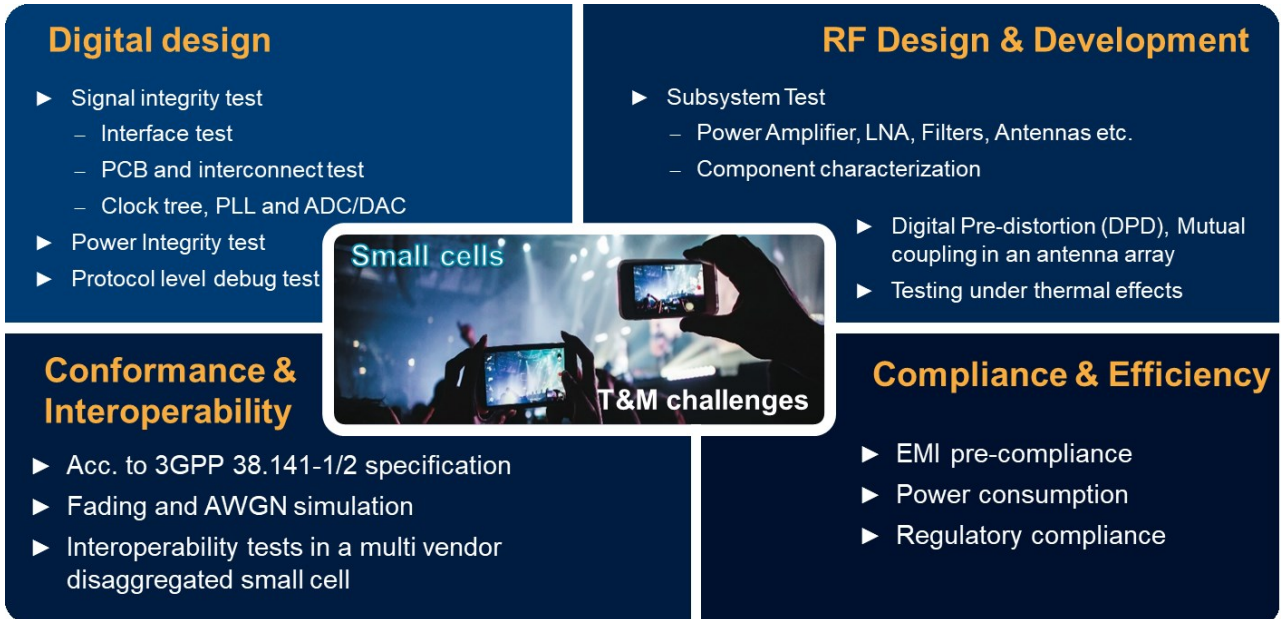 Digital design
► Signal integrity test
– Interface test
– PCB and interconnect test
– Clock tree, PLL and ADC/DAC
► Power Integrity test
► Protocol level debug test
RF Design & Development
► Subsystem Test
– Power Amplifier, LNA, Filters, Antennas etc.
– Component characterization
► Digital Pre-distortion (DPD), Mutual
coupling in an antenna array
► Testing under thermal effects
Small cells
T&M challenges
Conformance &
Interoperability
► Acc. to 3GPP 38.141-1/2 specification
► Fading and AWGN simulation
► Interoperability tests in a multi vendor
disaggregated small cell
Compliance & Efficiency
► EMI pre-compliance
► Power consumption
► Regulatory compliance